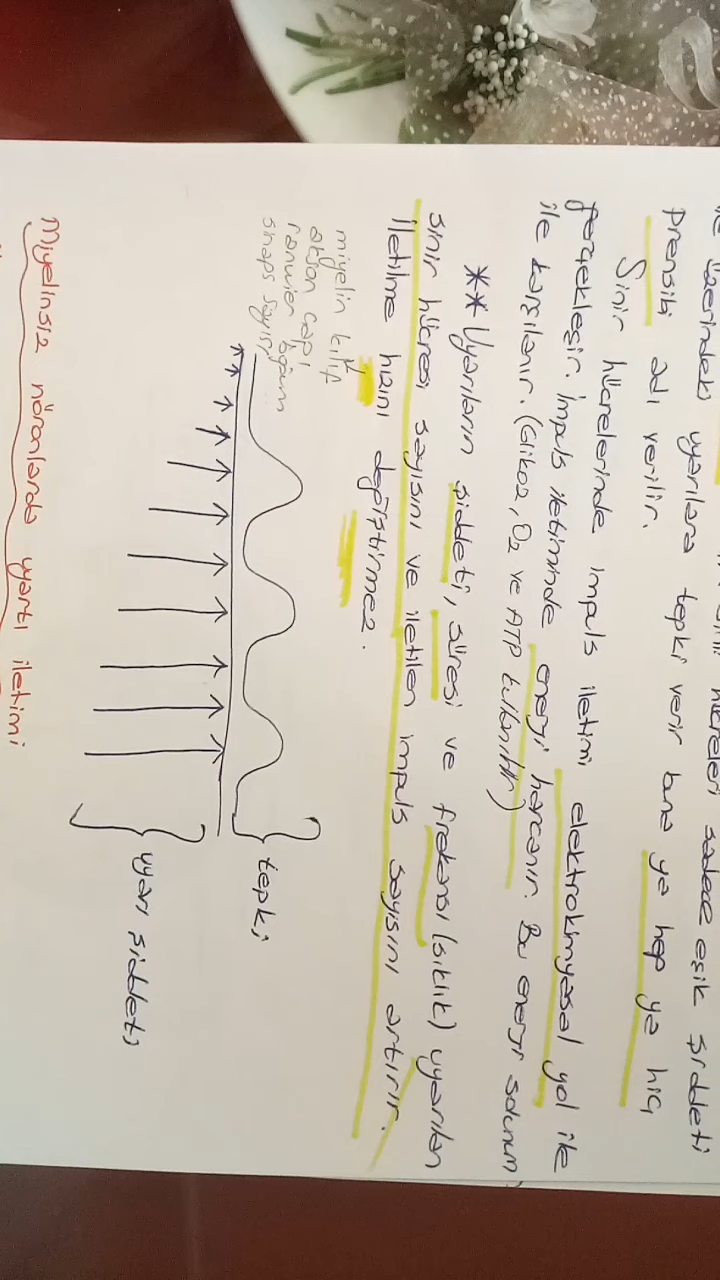 üzerindeki uyarılara tepki verir buna ya hep ya hiç
prensibi adı verilir.
Sinir hücrelerinde impuls iletimi elektrokimyasal yol ile
gerçekleşir. İmpuls iletiminde enerji harcanır. Bu enerji solunum
ile karşılanır. (Glikoz, O₂ ve ATP kullanılır)
** Uyarıların şiddeti, süresi ve frekansı (sıklık) uyarılan
sinir hücresi sayısını ve iletilen impuls sayısını artırır.
iletilme hızını değiştirmez.
miyelin kılıf
akson çapı
ranvier boğum
sinaps sayısı
tepki
uyarı şiddeti
Miyelinsiz nöronlarda uyartı iletimi